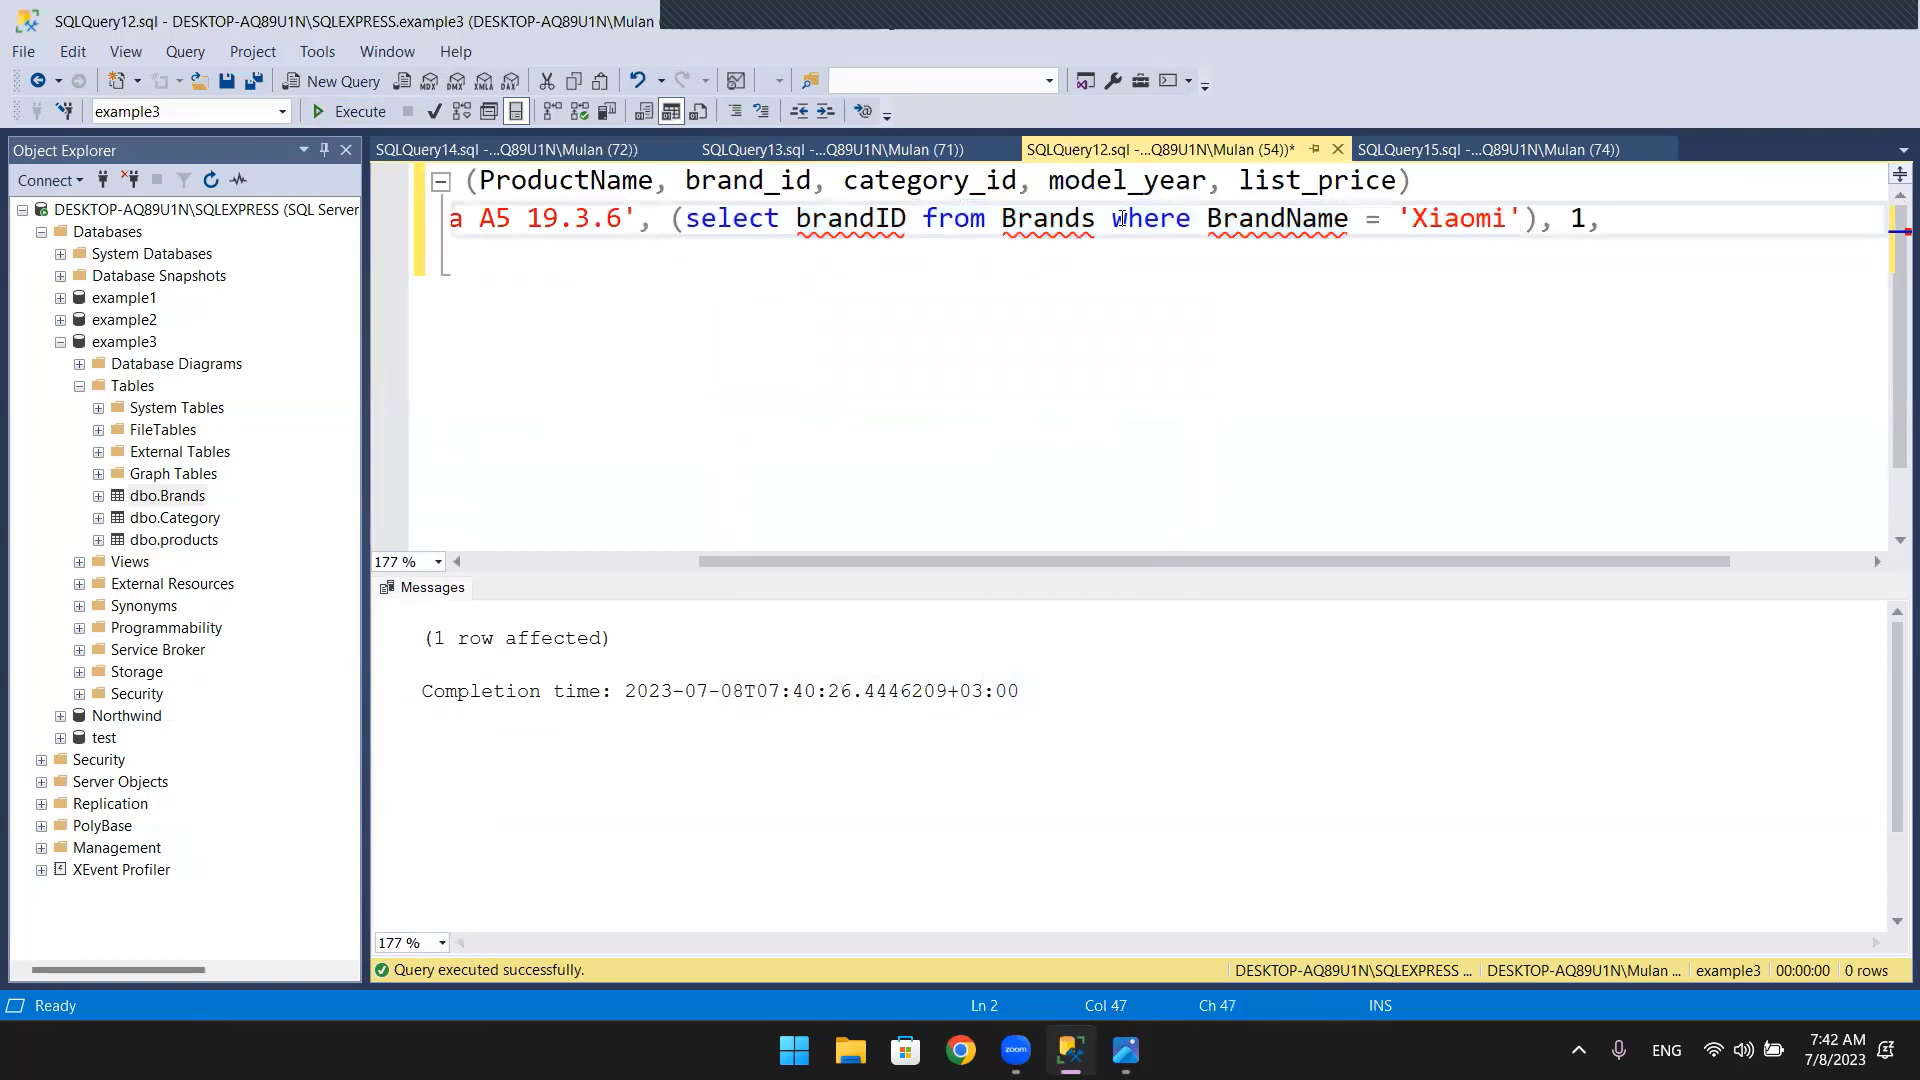 SQLQuery12.sql - DESKTOP-AQ89U1N\SQLEXPRESS.example3 (DESKTOP-AQ89U1N\Mulan
File Edit View Query Project Tools Window Help
New Query
MDX DMX XMLA DAX
example3
Execute
Object Explorer
Connect
DESKTOP-AQ89U1N\SQLEXPRESS (SQL Server
Databases
System Databases
Database Snapshots
example1
example2
example3
Database Diagrams
Tables
System Tables
FileTables
External Tables
Graph Tables
dbo.Brands
dbo.Category
dbo.products
Views
External Resources
Synonyms
Programmability
Service Broker
Storage
Security
Northwind
test
Security
Server Objects
Replication
PolyBase
Management
XEvent Profiler
SQLQuery14.sql -...Q89U1N\Mulan (72))
SQLQuery13.sql -...Q89U1N\Mulan (71))
SQLQuery12.sql -...Q89U1N\Mulan (54))*
SQLQuery15.sql -...Q89U1N\Mulan (74))
(ProductName, brand_id, category_id, model_year, list_price)
a A5 19.3.6', (select brandID from Brands where BrandName = 'Xiaomi'), 1,
177 %
Messages
(1 row affected)
Completion time: 2023-07-08T07:40:26.4446209+03:00
177 %
Query executed successfully.
DESKTOP-AQ89U1N\SQLEXPRESS ...
DESKTOP-AQ89U1N\Mulan ...
example3
00:00:00
0 rows
Ready
Ln 2
Col 47
Ch 47
INS
zoom
ENG
7:42 AM
7/8/2023